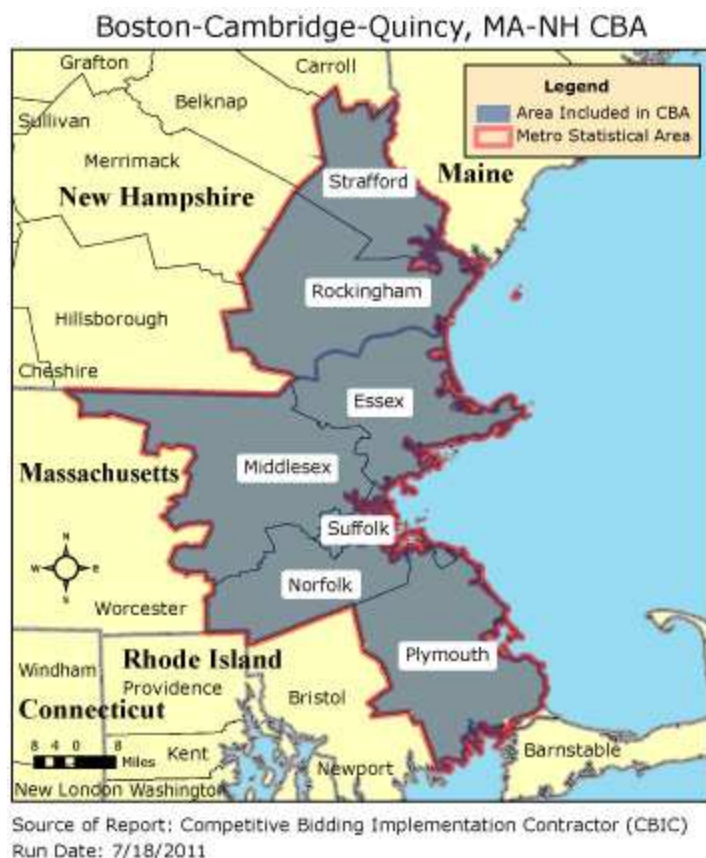 Boston-Cambridge-Quincy, MA-NH CBA
Grafton
Carroll
Legend
Area Included in CBA
Metro Statistical Area
Belknap
Sullivan
Merrimack
Strafford
Maine
New Hampshire
Rockingham
Hillsborough
Cheshire
Essex
Massachusetts
Middlesex
Suffolk
N
W E
S
Norfolk
Worcester
Plymouth
Windham
Rhode Island
Providence
Bristol
Connecticut
8 4 0 8
Miles
Kent
Barnstable
Newport
New London Washington
Source of Report: Competitive Bidding Implementation Contractor (CBIC)
Run Date: 7/18/2011